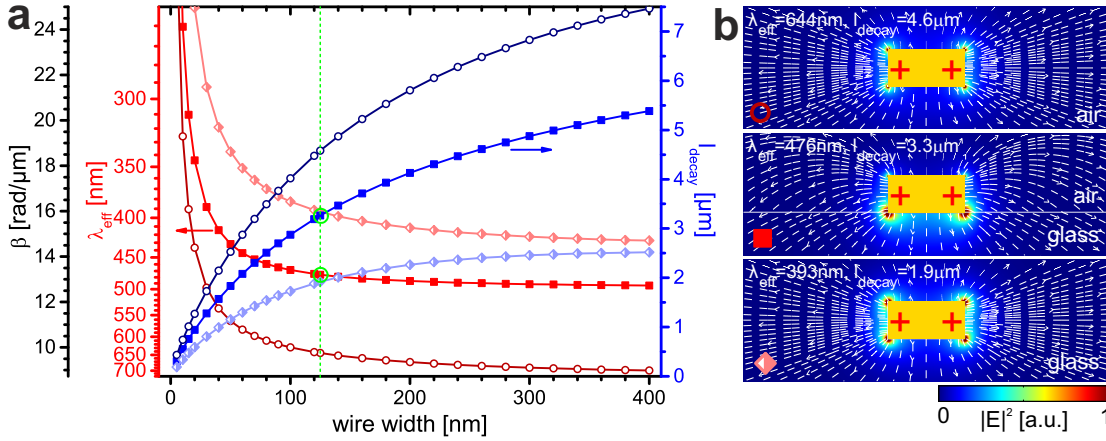 a
β [rad/µm]
24
22
20
18
16
14
12
10
λeff [nm]
300
350
400
450
500
550
600
650
700
0
100
200
300
400
wire width [nm]
7
6
5
4
3
2
1
0
ldecay [µm]
b
λeff=644nm, ldecay=4.6µm
air
λeff=476nm, ldecay=3.3µm
air
glass
λeff=393nm, ldecay=1.9µm
glass
0
|E|² [a.u.]
1